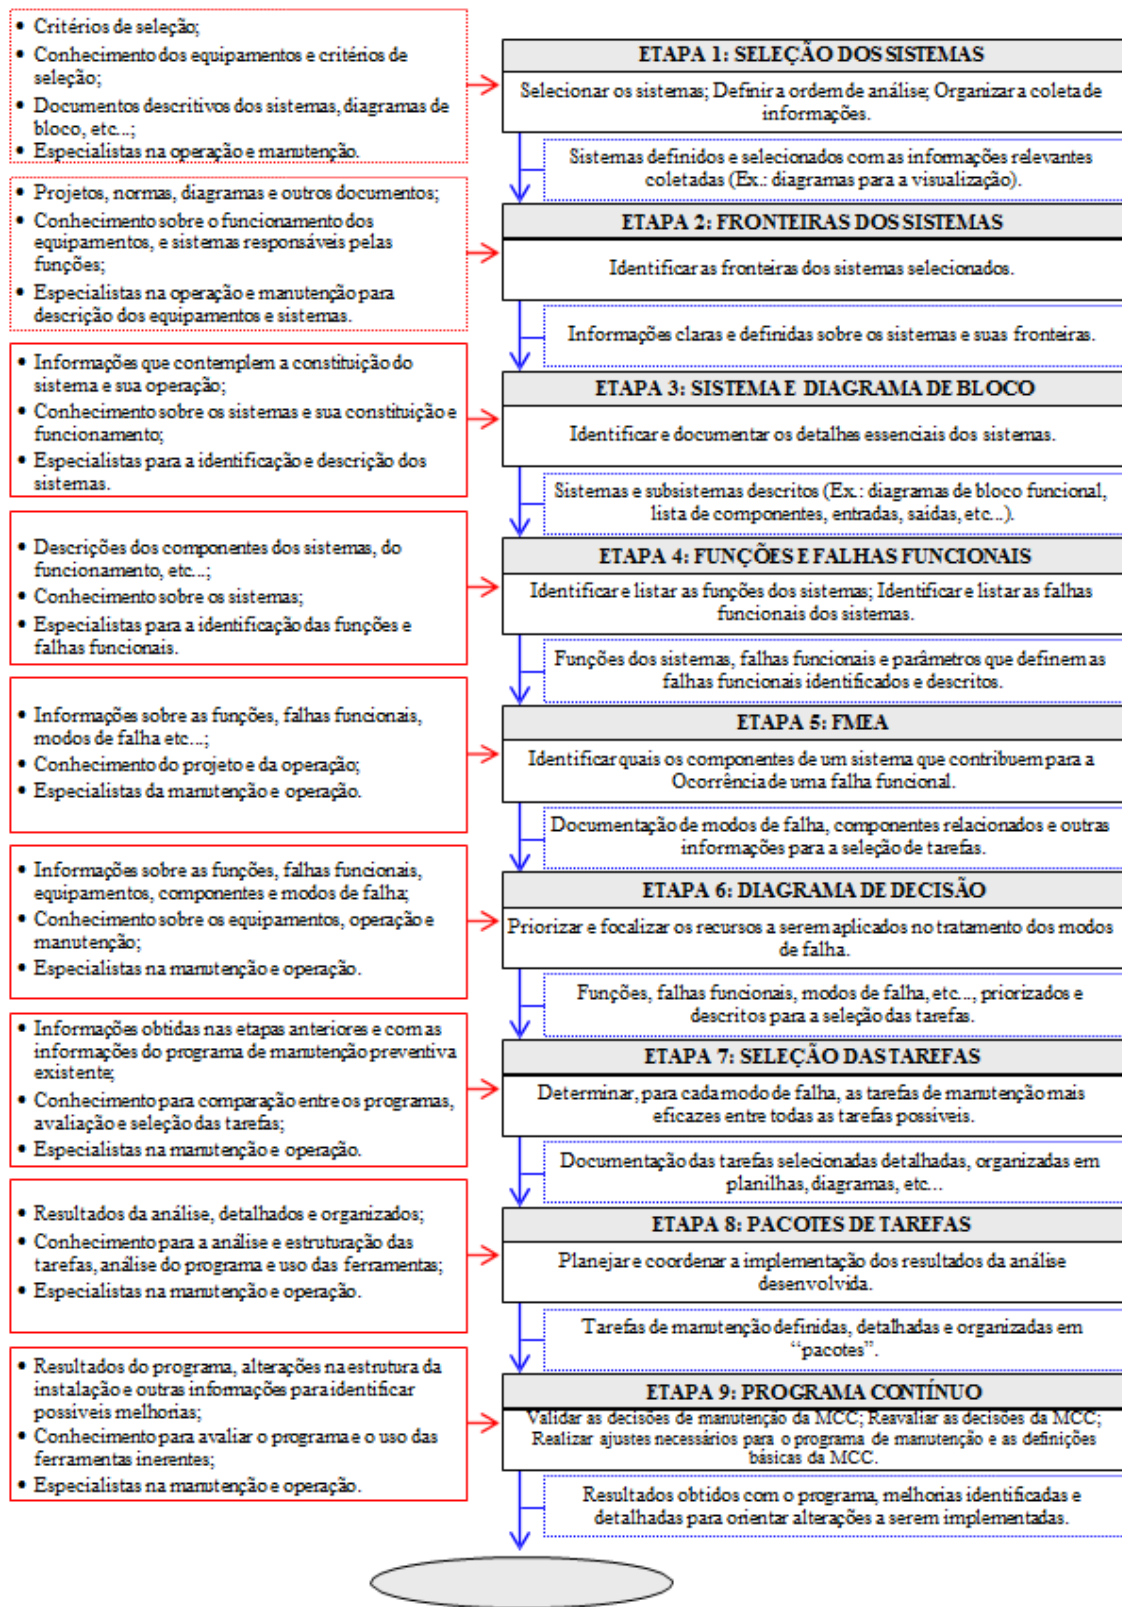 • Critérios de seleção;
• Conhecimento dos equipamentos e critérios de
seleção;
• Documentos descritivos dos sistemas, diagramas de
bloco, etc...;
• Especialistas na operação e manutenção.
ETAPA 1: SELEÇÃO DOS SISTEMAS
Selecionar os sistemas; Definir a ordem de análise; Organizar a coleta de
informações.
Sistemas definidos e selecionados com as informações relevantes
coletadas (Ex.: diagramas para a visualização).
• Projetos, normas, diagramas e outros documentos;
• Conhecimento sobre o funcionamento dos
equipamentos, e sistemas responsáveis pelas
funções;
• Especialistas na operação e manutenção para
descrição dos equipamentos e sistemas.
ETAPA 2: FRONTEIRAS DOS SISTEMAS
Identificar as fronteiras dos sistemas selecionados.
Informações claras e definidas sobre os sistemas e suas fronteiras.
• Informações que contemplem a constituição do
sistema e sua operação;
• Conhecimento sobre os sistemas e sua constituição e
funcionamento;
• Especialistas para a identificação e descrição dos
sistemas.
ETAPA 3: SISTEMA E DIAGRAMA DE BLOCO
Identificar e documentar os detalhes essenciais dos sistemas.
Sistemas e subsistemas descritos (Ex.: diagramas de bloco funcional,
lista de componentes, entradas, saídas, etc...).
• Descrições dos componentes dos sistemas, do
funcionamento, etc...;
• Conhecimento sobre os sistemas;
• Especialistas para a identificação das funções e
falhas funcionais.
ETAPA 4: FUNÇÕES E FALHAS FUNCIONAIS
Identificar e listar as funções dos sistemas; Identificar e listar as falhas
funcionais dos sistemas.
Funções dos sistemas, falhas funcionais e parâmetros que definem as
falhas funcionais identificados e descritos.
• Informações sobre as funções, falhas funcionais,
modos de falha etc...;
• Conhecimento do projeto e da operação;
• Especialistas da manutenção e operação.
ETAPA 5: FMEA
Identificar quais os componentes de um sistema que contribuem para a
Ocorrência de uma falha funcional.
Documentação de modos de falha, componentes relacionados e outras
informações para a seleção de tarefas.
• Informações sobre as funções, falhas funcionais,
equipamentos, componentes e modos de falha;
• Conhecimento sobre os equipamentos, operação e
manutenção;
• Especialistas na manutenção e operação.
ETAPA 6: DIAGRAMA DE DECISÃO
Priorizar e focalizar os recursos a serem aplicados no tratamento dos modos
de falha.
Funções, falhas funcionais, modos de falha, etc..., priorizados e
descritos para a seleção das tarefas.
• Informações obtidas nas etapas anteriores e com as
informações do programa de manutenção preventiva
existente;
• Conhecimento para comparação entre os programas,
avaliação e seleção das tarefas;
• Especialistas na manutenção e operação.
ETAPA 7: SELEÇÃO DAS TAREFAS
Determinar, para cada modo de falha, as tarefas de manutenção mais
eficazes entre todas as tarefas possíveis.
Documentação das tarefas selecionadas detalhadas, organizadas em
planilhas, diagramas, etc...
• Resultados da análise, detalhados e organizados;
• Conhecimento para a análise e estruturação das
tarefas, análise do programa e uso das ferramentas;
• Especialistas na manutenção e operação.
ETAPA 8: PACOTES DE TAREFAS
Planejar e coordenar a implementação dos resultados da análise
desenvolvida.
Tarefas de manutenção definidas, detalhadas e organizadas em
“pacotes”.
• Resultados do programa, alterações na estrutura da
instalação e outras informações para identificar
possíveis melhorias;
• Conhecimento para avaliar o programa e o uso das
ferramentas inerentes;
• Especialistas na manutenção e operação.
ETAPA 9: PROGRAMA CONTÍNUO
Validar as decisões de manutenção da MCC; Reavaliar as decisões da MCC;
Realizar ajustes necessários para o programa de manutenção e as definições
básicas da MCC.
Resultados obtidos com o programa, melhorias identificadas e
detalhadas para orientar alterações a serem implementadas.